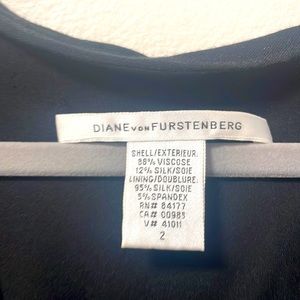 DIANE VON FURSTENBERG
SHELL/EXTERIEUR.
88% VISCOSE
12% SILK/SOIE
LINING/DOUBLURE.
95% SILK/SOIE
5% SPANDEX
RN# 84177
CA# 00983
V# 41011
2